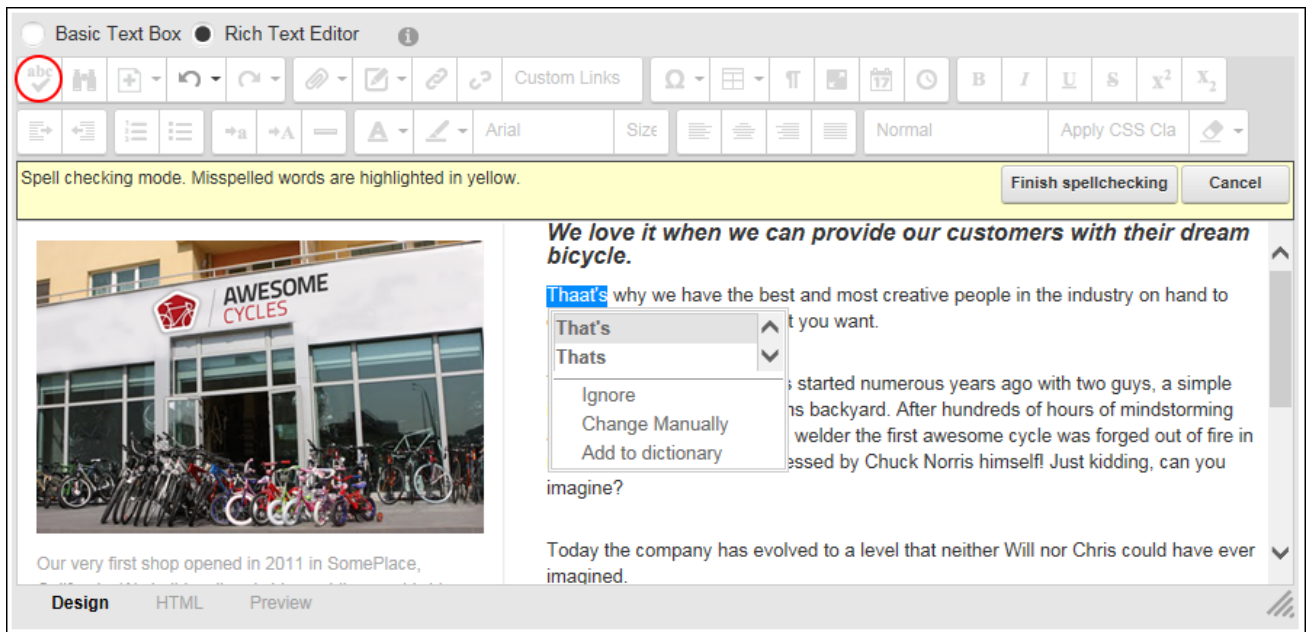 Basic Text Box Rich Text Editor
abc Custom Links Ω ¶ 17 B I U S X² X₂
a A A Arial Size Normal Apply CSS Cla
Spell checking mode. Misspelled words are highlighted in yellow. Finish spellchecking Cancel
We love it when we can provide our customers with their dream
bicycle.
AWESOME
CYCLES
Thaat's why we have the best and most creative people in the industry on hand to
t you want.
That's
Thats
Ignore
Change Manually
Add to dictionary
s started numerous years ago with two guys, a simple
ns backyard. After hundreds of hours of mindstorming
welder the first awesome cycle was forged out of fire in
essed by Chuck Norris himself! Just kidding, can you
imagine?
Our very first shop opened in 2011 in SomePlace,
Today the company has evolved to a level that neither Will nor Chris could have ever
imagined.
Design HTML Preview